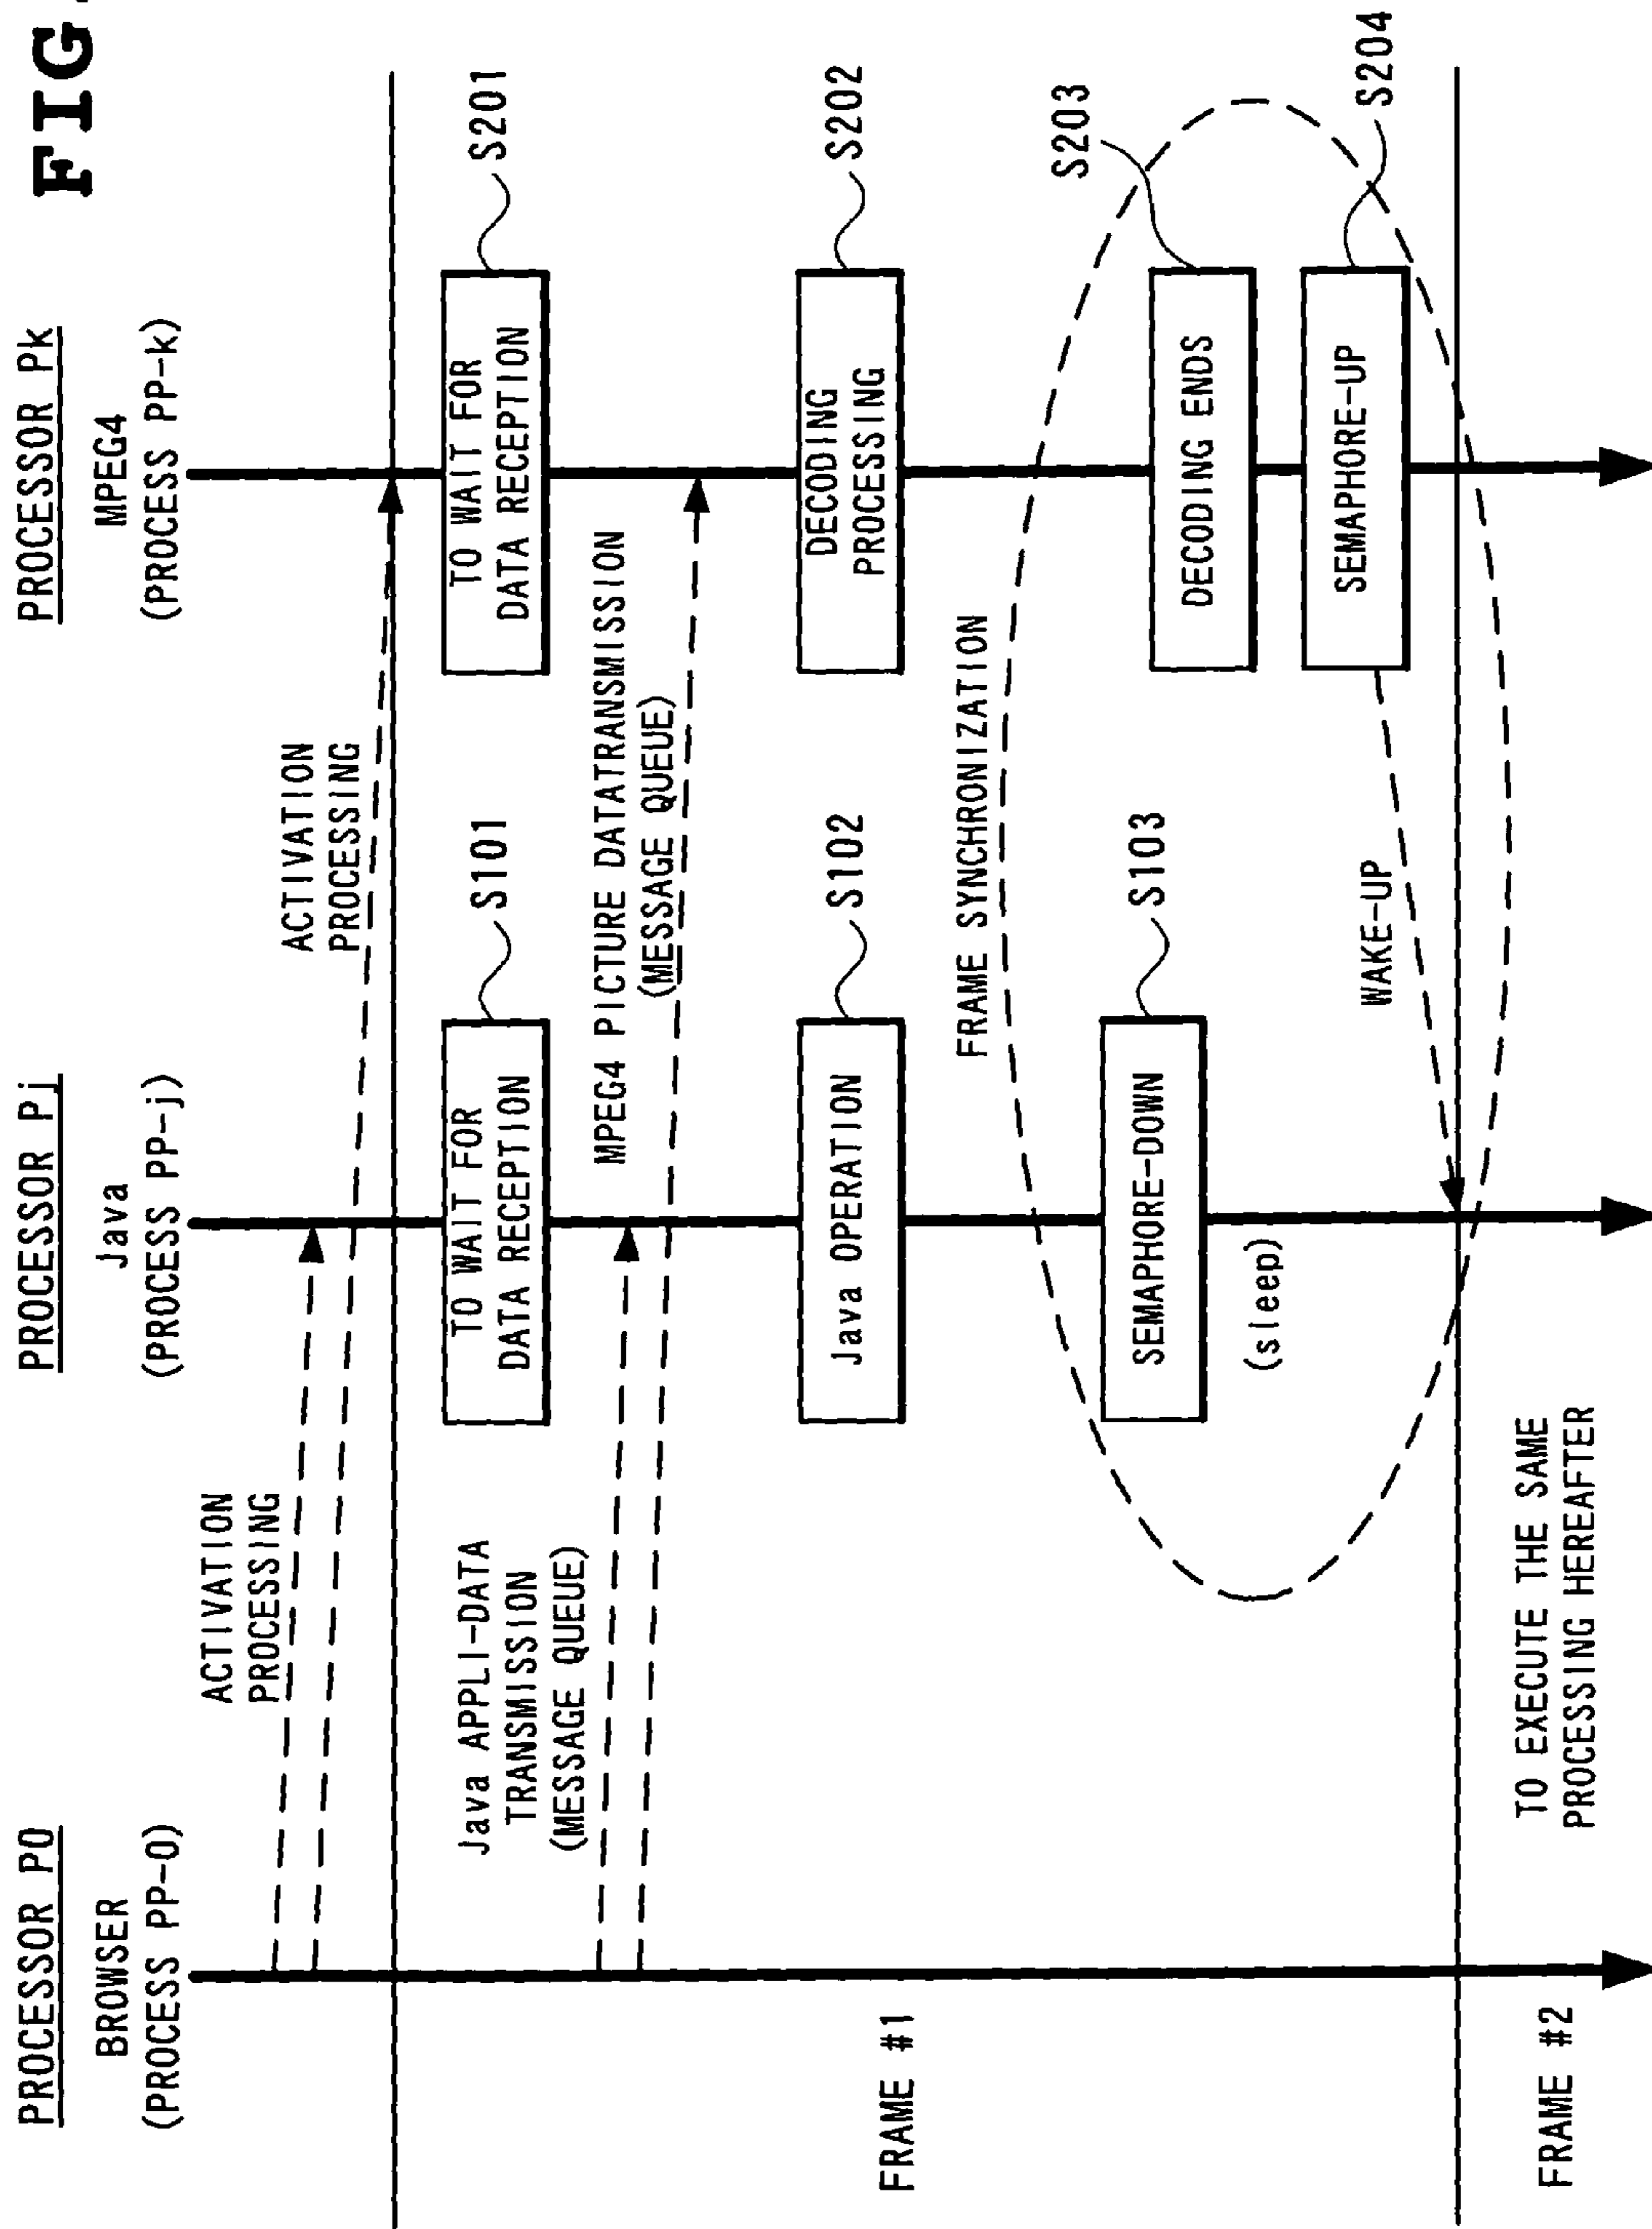 FIG.
PROCESSOR P0
BROWSER
(PROCESS PP-0)
PROCESSOR Pj
Java
(PROCESS PP-j)
PROCESSOR Pk
MPEG4
(PROCESS PP-k)
ACTIVATION
PROCESSING
ACTIVATION
PROCESSING
TO WAIT FOR
DATA RECEPTION
S101
TO WAIT FOR
DATA RECEPTION
S201
Java APPLI-DATA
TRANSMISSION
(MESSAGE QUEUE)
MPEG4 PICTURE DATATRANSMISSION
(MESSAGE QUEUE)
FRAME #1
Java OPERATION
S102
DECODING
PROCESSING
S202
FRAME SYNCHRONIZATION
SEMAPHORE-DOWN
S103
(sleep)
DECODING ENDS
S203
SEMAPHORE-UP
S204
WAKE-UP
FRAME #2
TO EXECUTE THE SAME
PROCESSING HEREAFTER